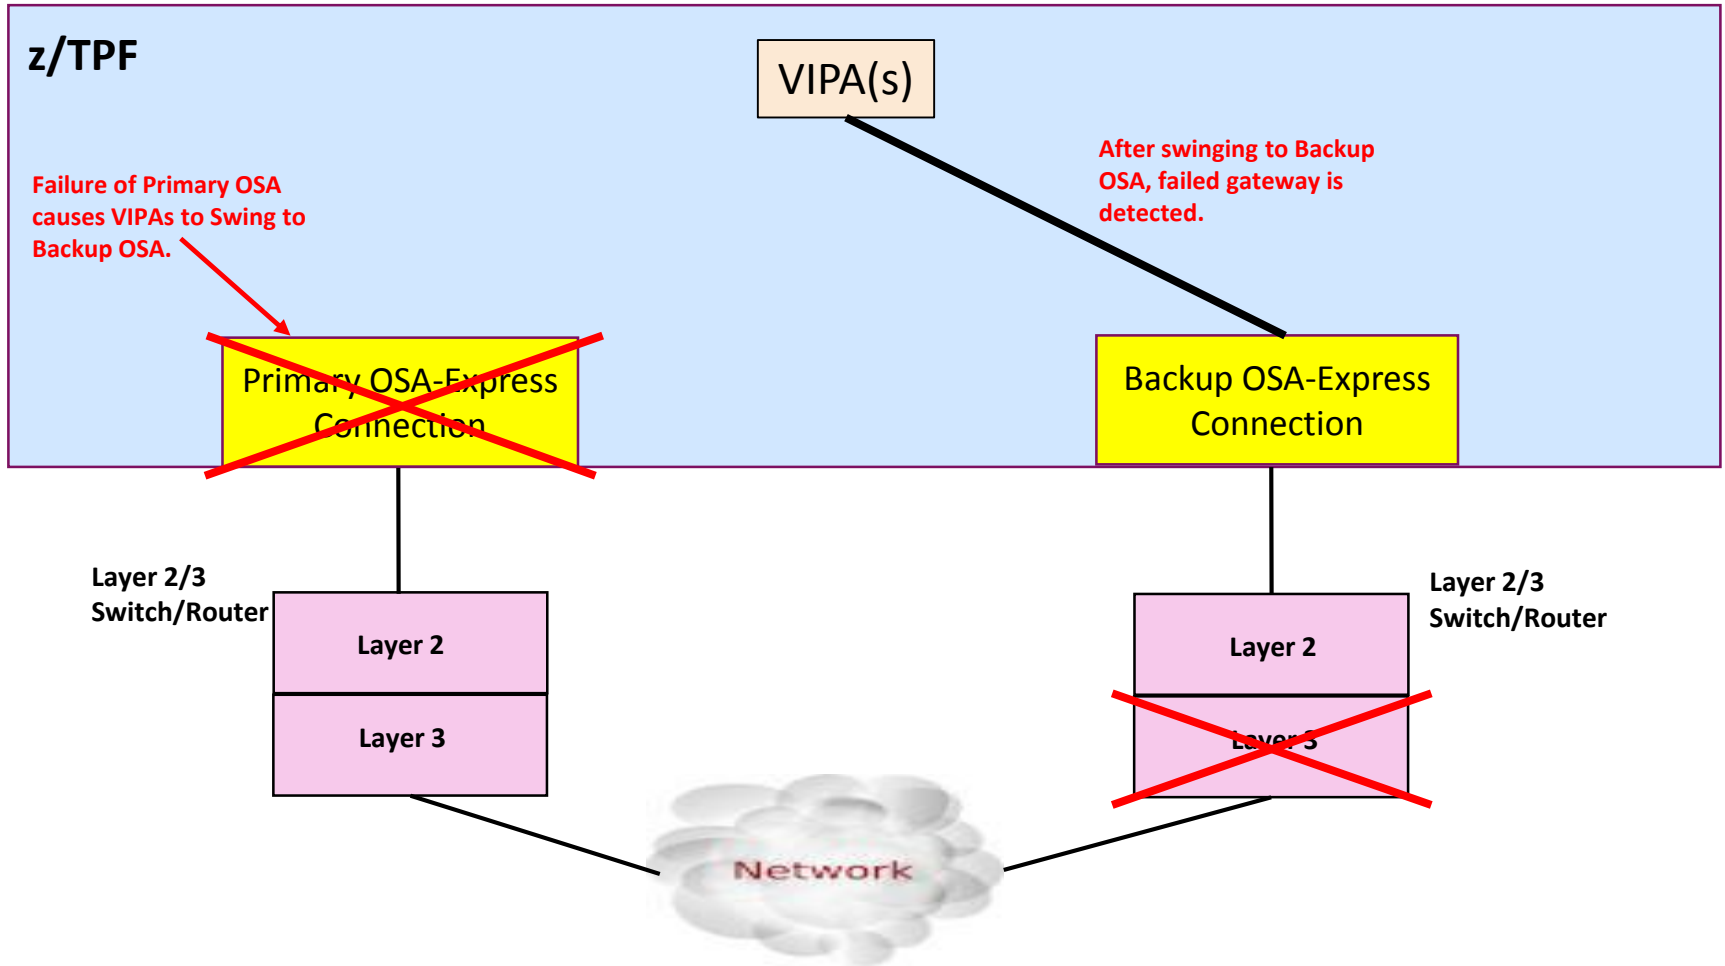 z/TPF
VIPA(s)
After swinging to Backup
OSA, failed gateway is
detected.
Failure of Primary OSA
causes VIPAs to Swing to
Backup OSA.
Primary OSA-Express
Connection
Backup OSA-Express
Connection
Layer 2/3
Switch/Router
Layer 2
Layer 3
Layer 2/3
Switch/Router
Layer 2
Layer 3
Network